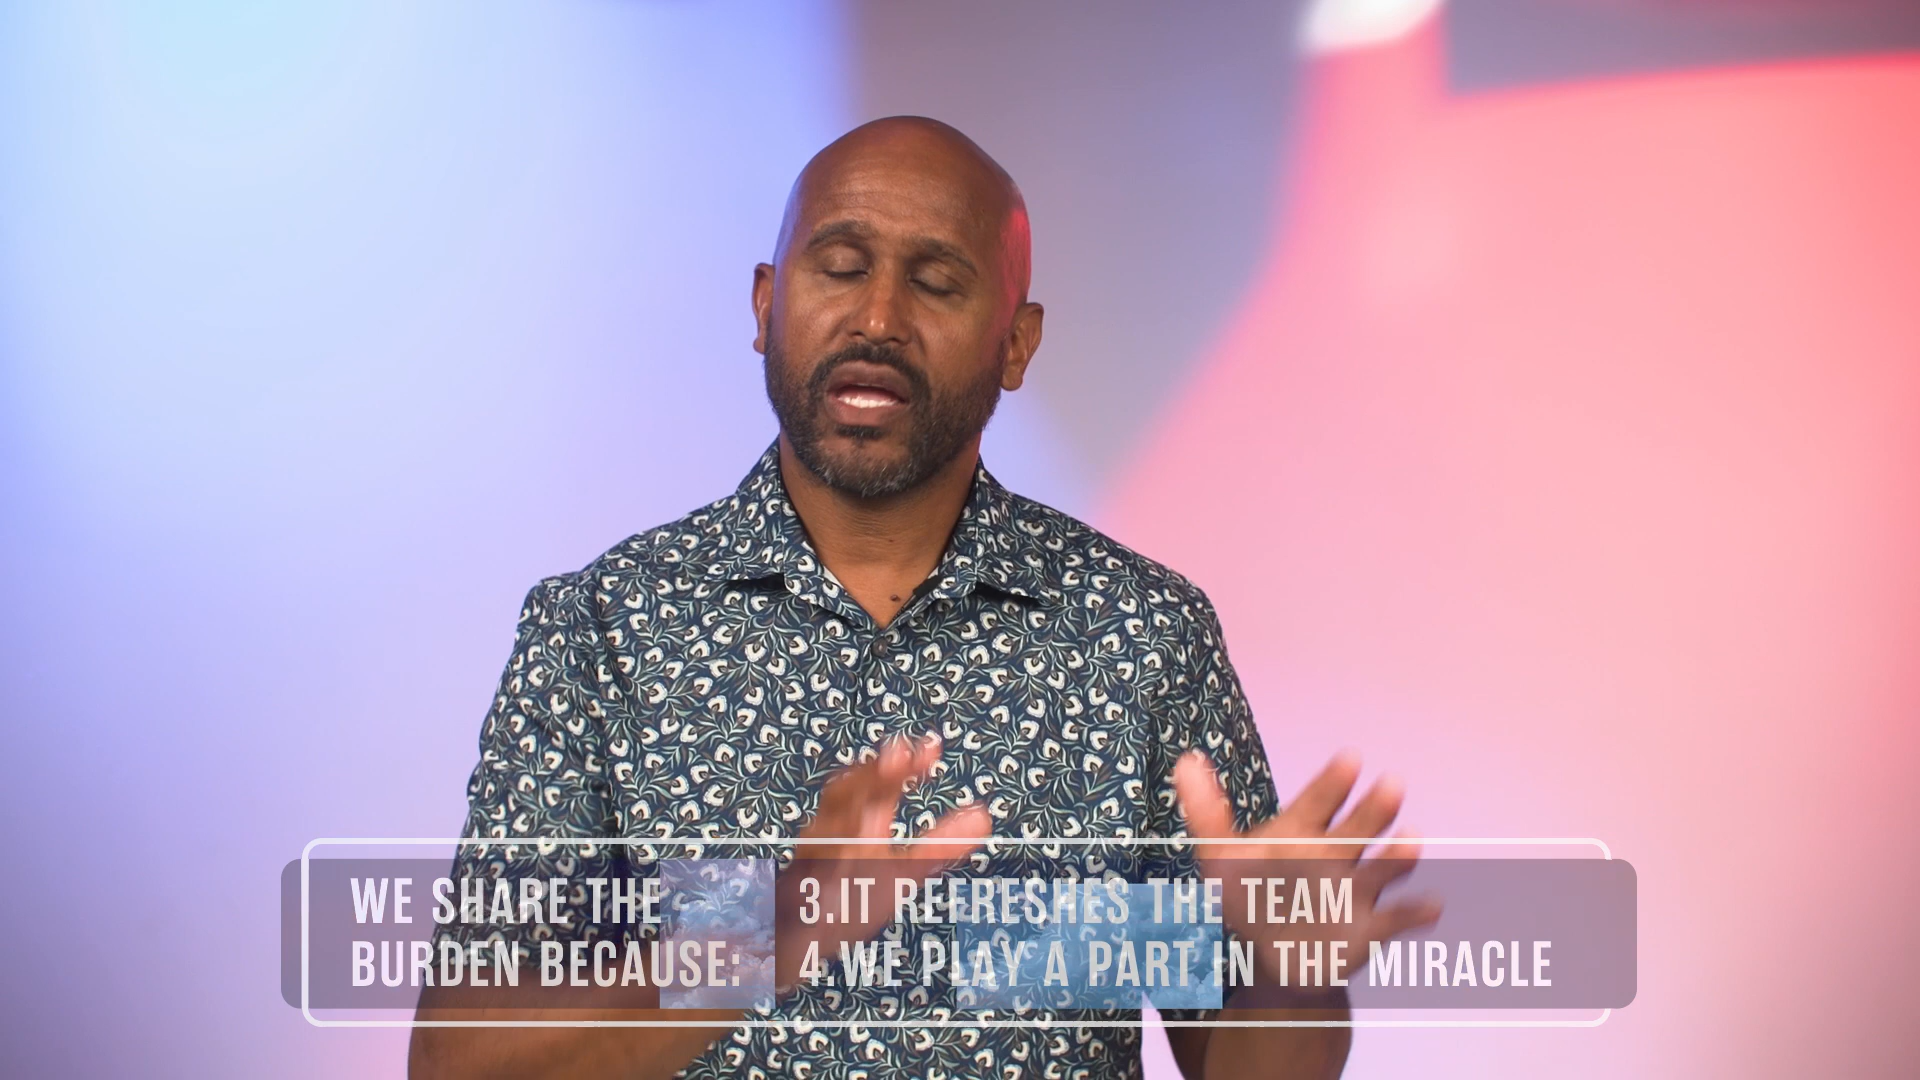 WE SHARE THE
BURDEN BECAUSE:
3.IT REFRESHES THE TEAM
4.WE PLAY A PART IN THE MIRACLE